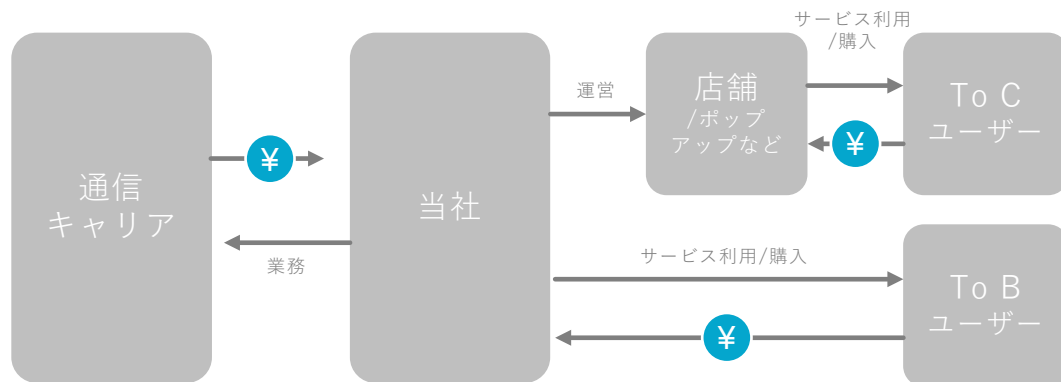 通信
キャリア
¥
業務
当社
運営
店舗
/ポップ
アップなど
サービス利用
/購入
¥
To C
ユーザー
サービス利用/購入
¥
To B
ユーザー